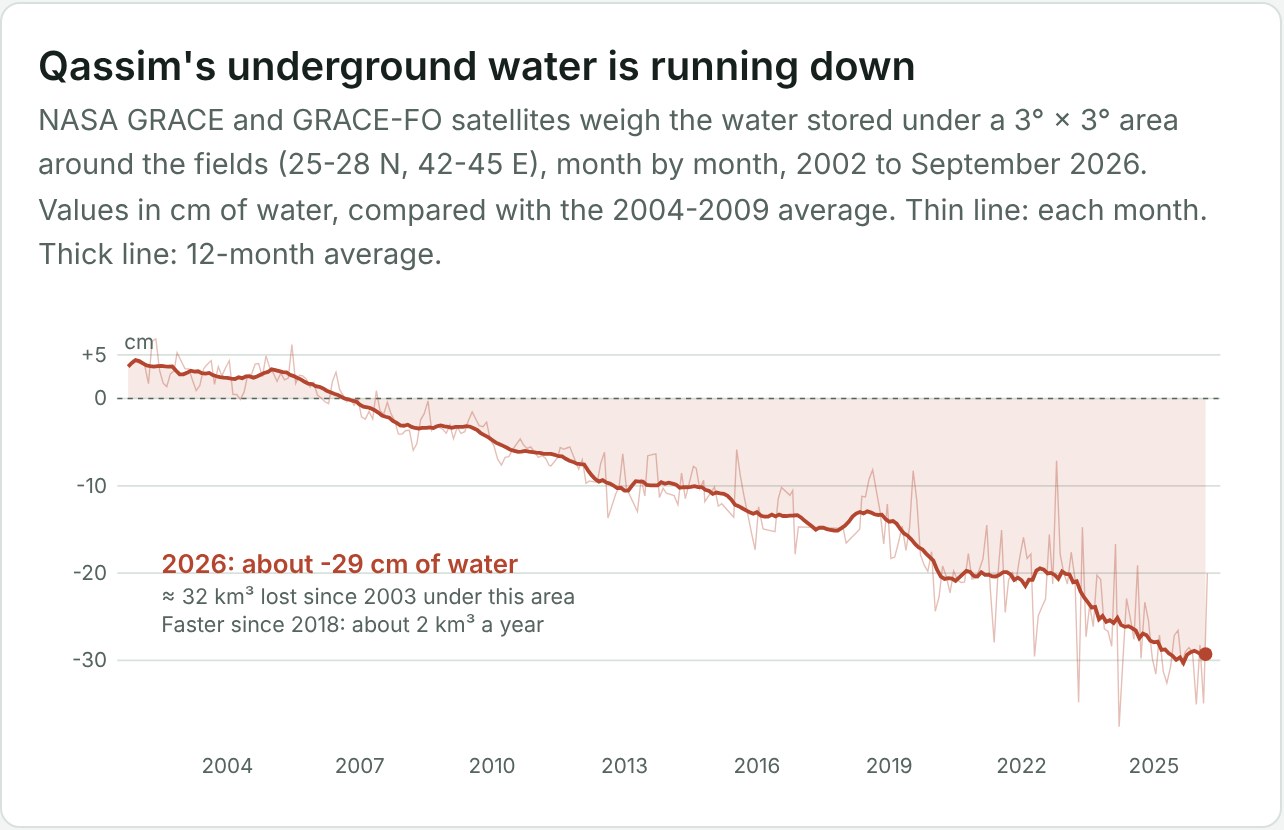 Qassim's underground water is running down
NASA GRACE and GRACE-FO satellites weigh the water stored under a 3° × 3° area
around the fields (25-28 N, 42-45 E), month by month, 2002 to September 2026.
Values in cm of water, compared with the 2004-2009 average. Thin line: each month.
Thick line: 12-month average.
cm
+5
0
-10
-20
-30
2026: about -29 cm of water
≈ 32 km³ lost since 2003 under this area
Faster since 2018: about 2 km³ a year
2004 2007 2010 2013 2016 2019 2022 2025